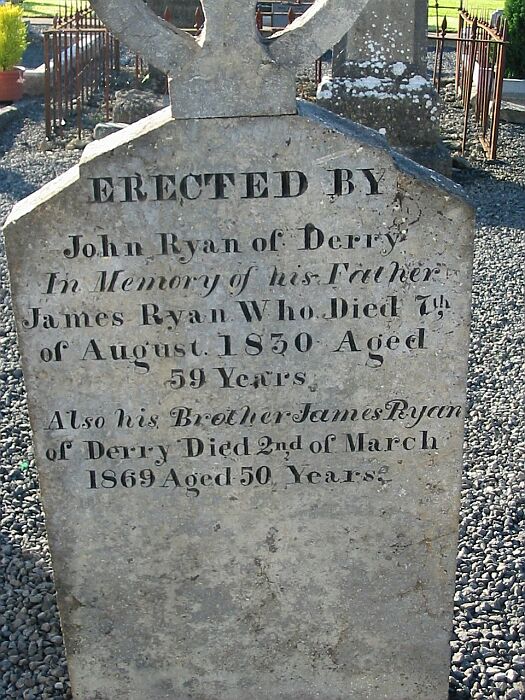 ERECTED BY
John Ryan of Derry
In Memory of his Father
James Ryan Who Died 7th
of August. 1830 Aged
59 Years.
Also his Brother James Ryan
of Derry Died 2nd of March
1869 Aged 50 Years.